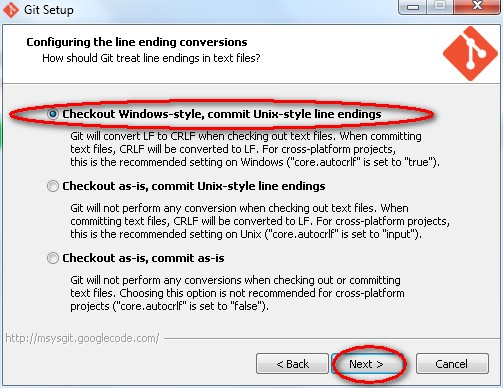 Git Setup
Configuring the line ending conversions
How should Git treat line endings in text files?
Checkout Windows-style, commit Unix-style line endings
Git will convert LF to CRLF when checking out text files. When committing
text files, CRLF will be converted to LF. For cross-platform projects,
this is the recommended setting on Windows ("core.autocrlf" is set to "true").
Checkout as-is, commit Unix-style line endings
Git will not perform any conversion when checking out text files. When
committing text files, CRLF will be converted to LF. For cross-platform projects,
this is the recommended setting on Unix ("core.autocrlf" is set to "input").
Checkout as-is, commit as-is
Git will not perform any conversions when checking out or committing
text files. Choosing this option is not recommended for cross-platform
projects ("core.autocrlf" is set to "false").
http://msysgit.googlecode.com/
< Back
Next >
Cancel